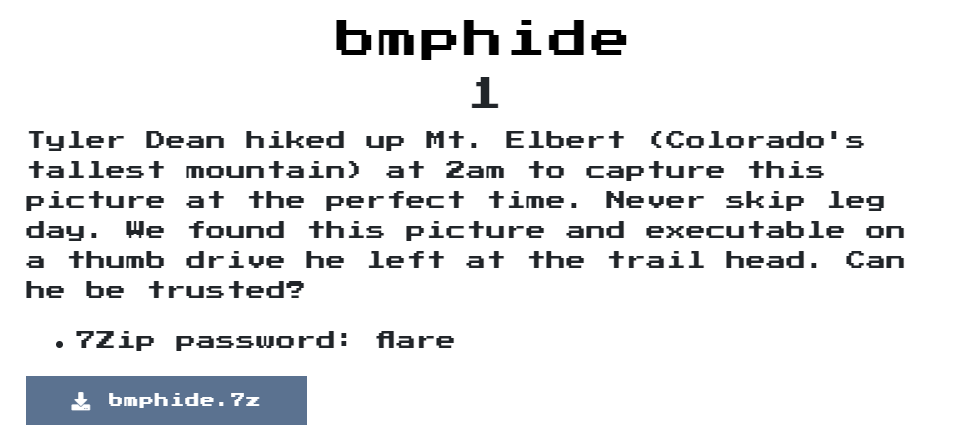 bmphide
1
Tyler Dean hiked up Mt. Elbert (Colorado's
tallest mountain) at 2am to capture this
picture at the perfect time. Never skip leg
day. We found this picture and executable on
a thumb drive he left at the trail head. Can
he be trusted?
• 7Zip password: flare
bmphide.7z